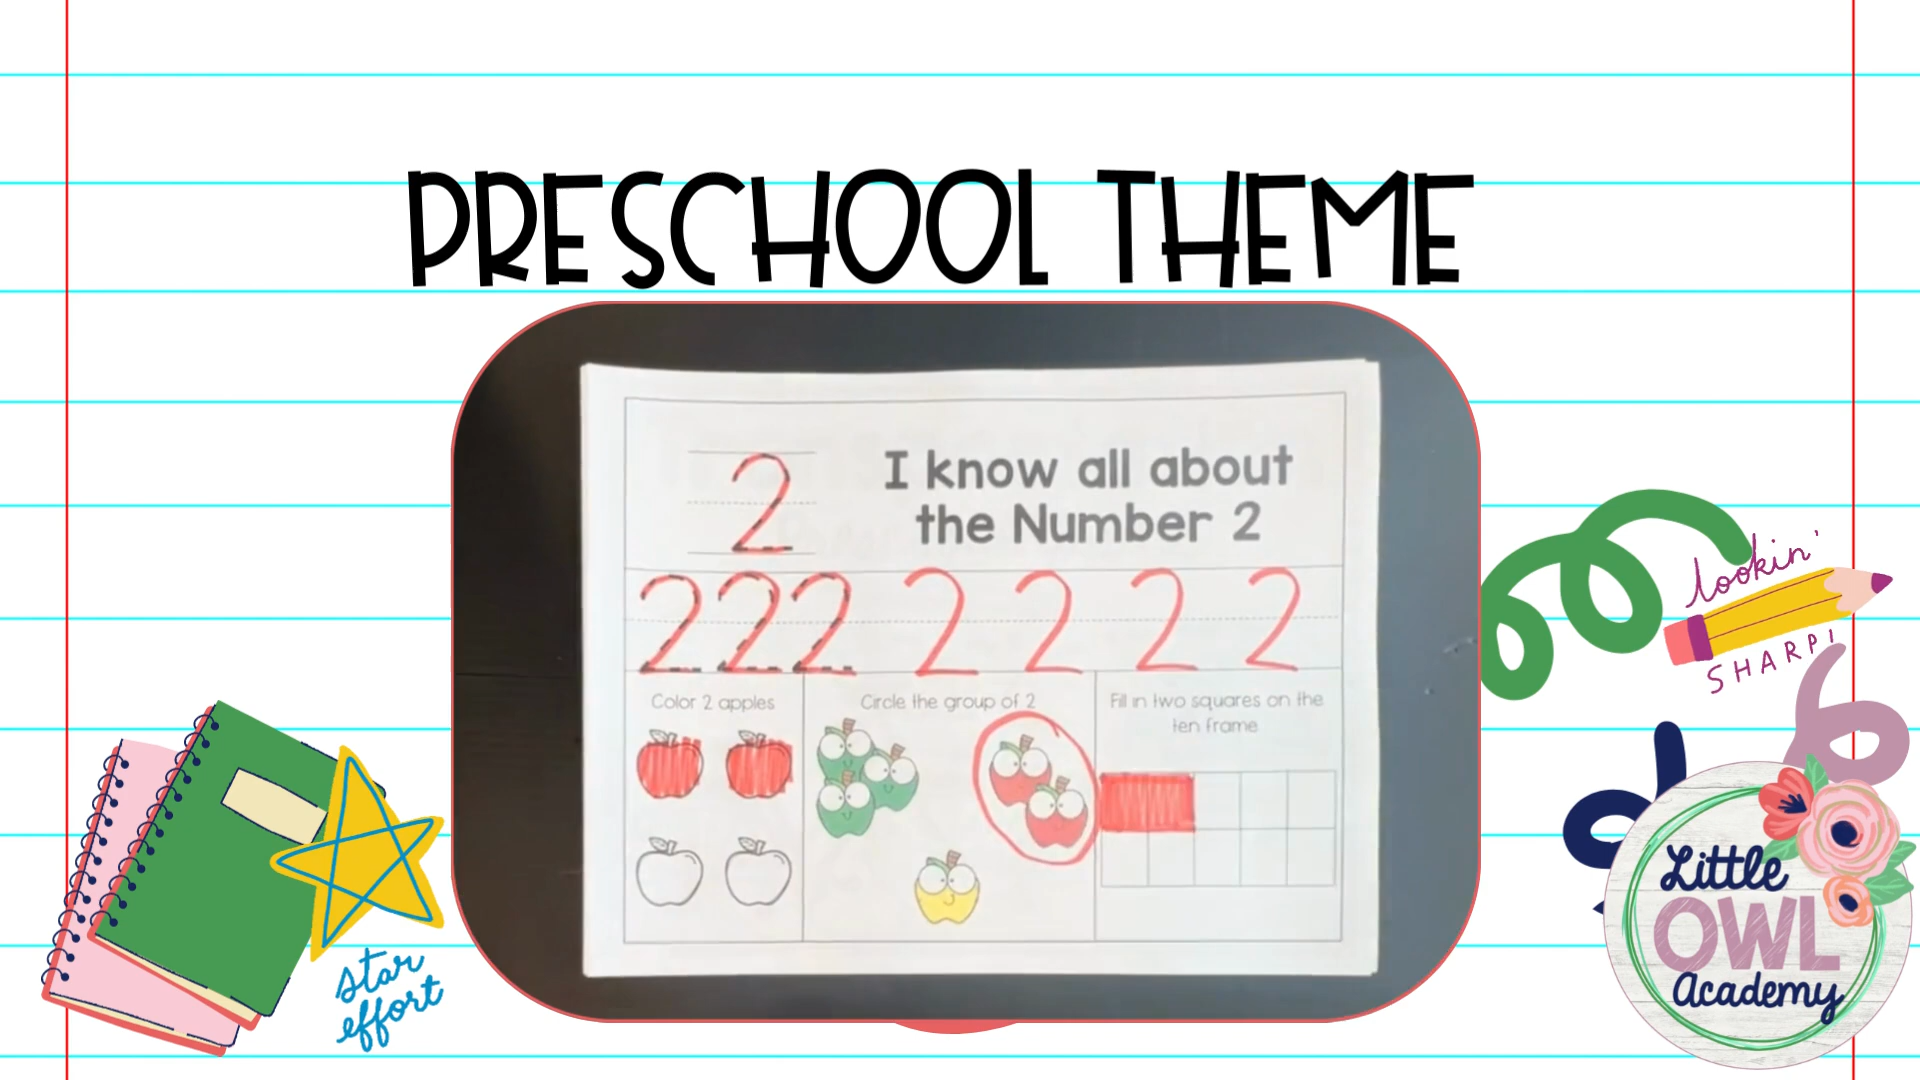 PRESCHOOL THEME
2
I know all about
the Number 2
2 2 2 2 2 2 2
Color 2 apples
Circle the group of 2
Fill in two squares on the
ten frame
lookin'
SHARP!
star
effort
Little
OWL
Academy